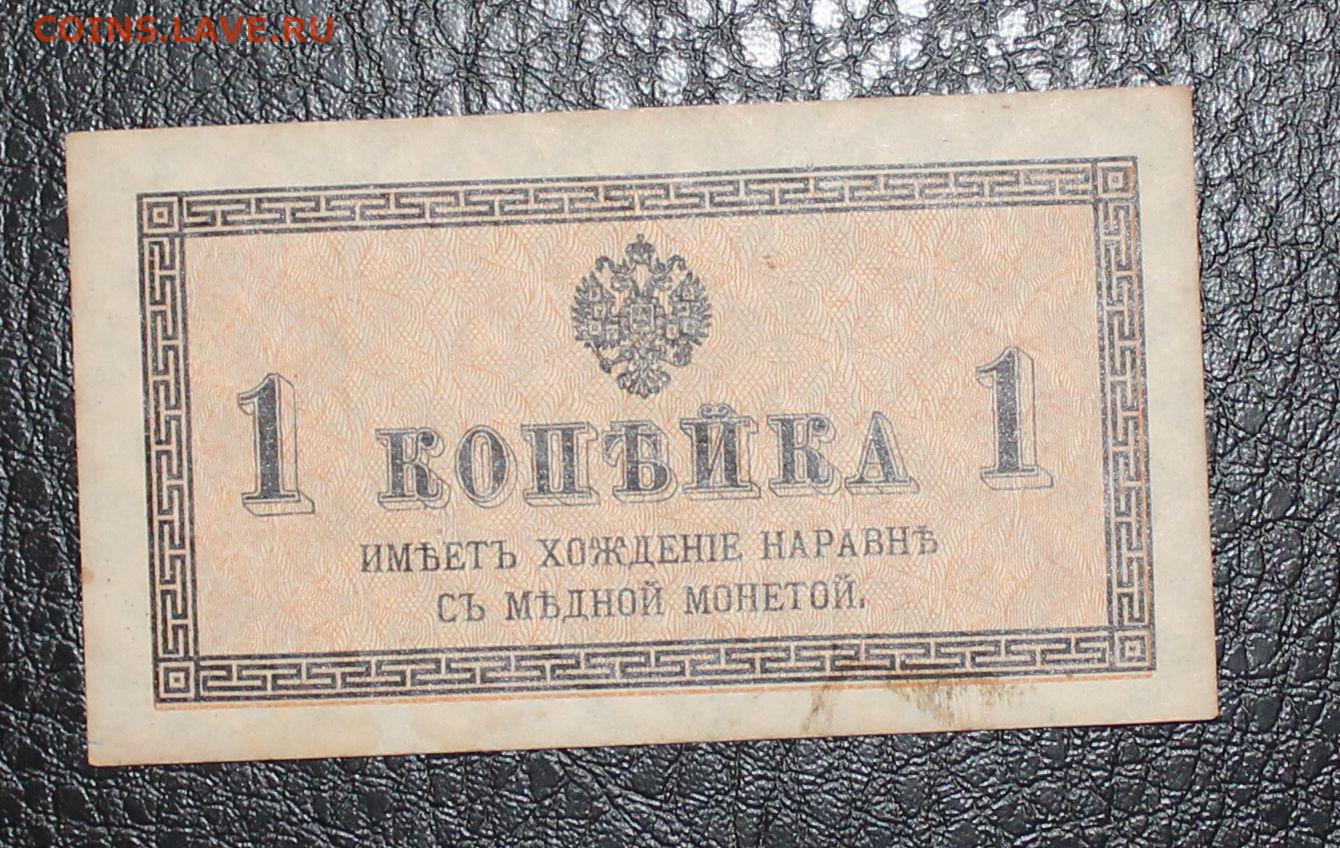 COINS.LAVE.RU
1 КОПѢЙКА 1
ИМѢЕТЪ ХОЖДЕНІЕ НАРАВНѢ
СЪ МѢДНОЙ МОНЕТОЙ.